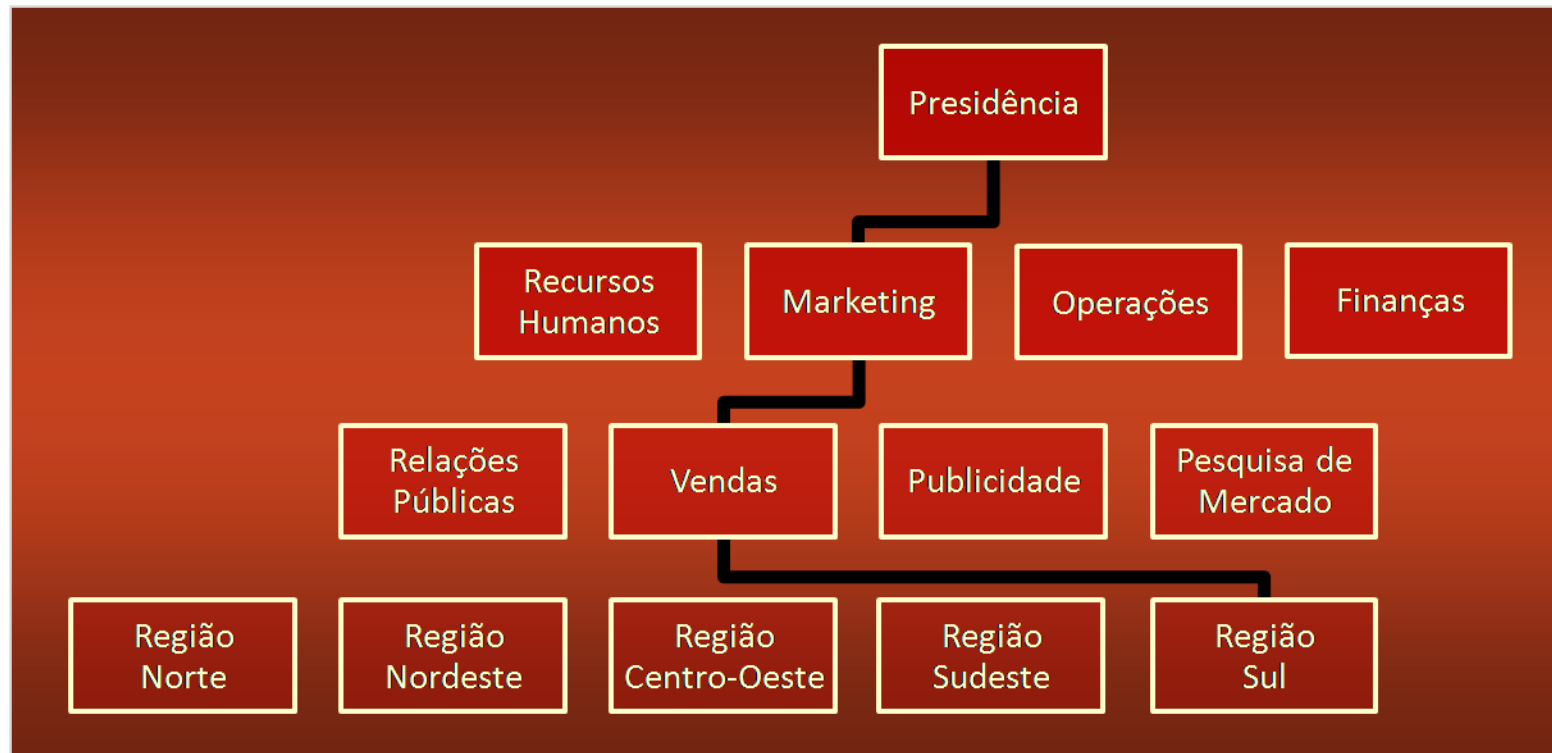 Presidência
Recursos
Humanos
Marketing
Operações
Finanças
Relações
Públicas
Vendas
Publicidade
Pesquisa de
Mercado
Região
Norte
Região
Nordeste
Região
Centro-Oeste
Região
Sudeste
Região
Sul